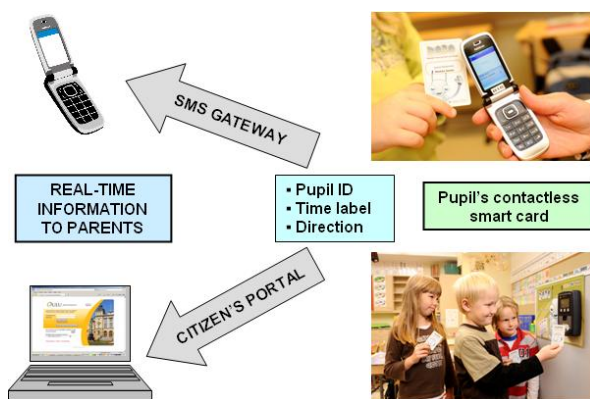 SMS GATEWAY
REAL-TIME
INFORMATION
TO PARENTS
▪ Pupil ID
▪ Time label
▪ Direction
Pupil's contactless
smart card
CITIZEN'S PORTAL